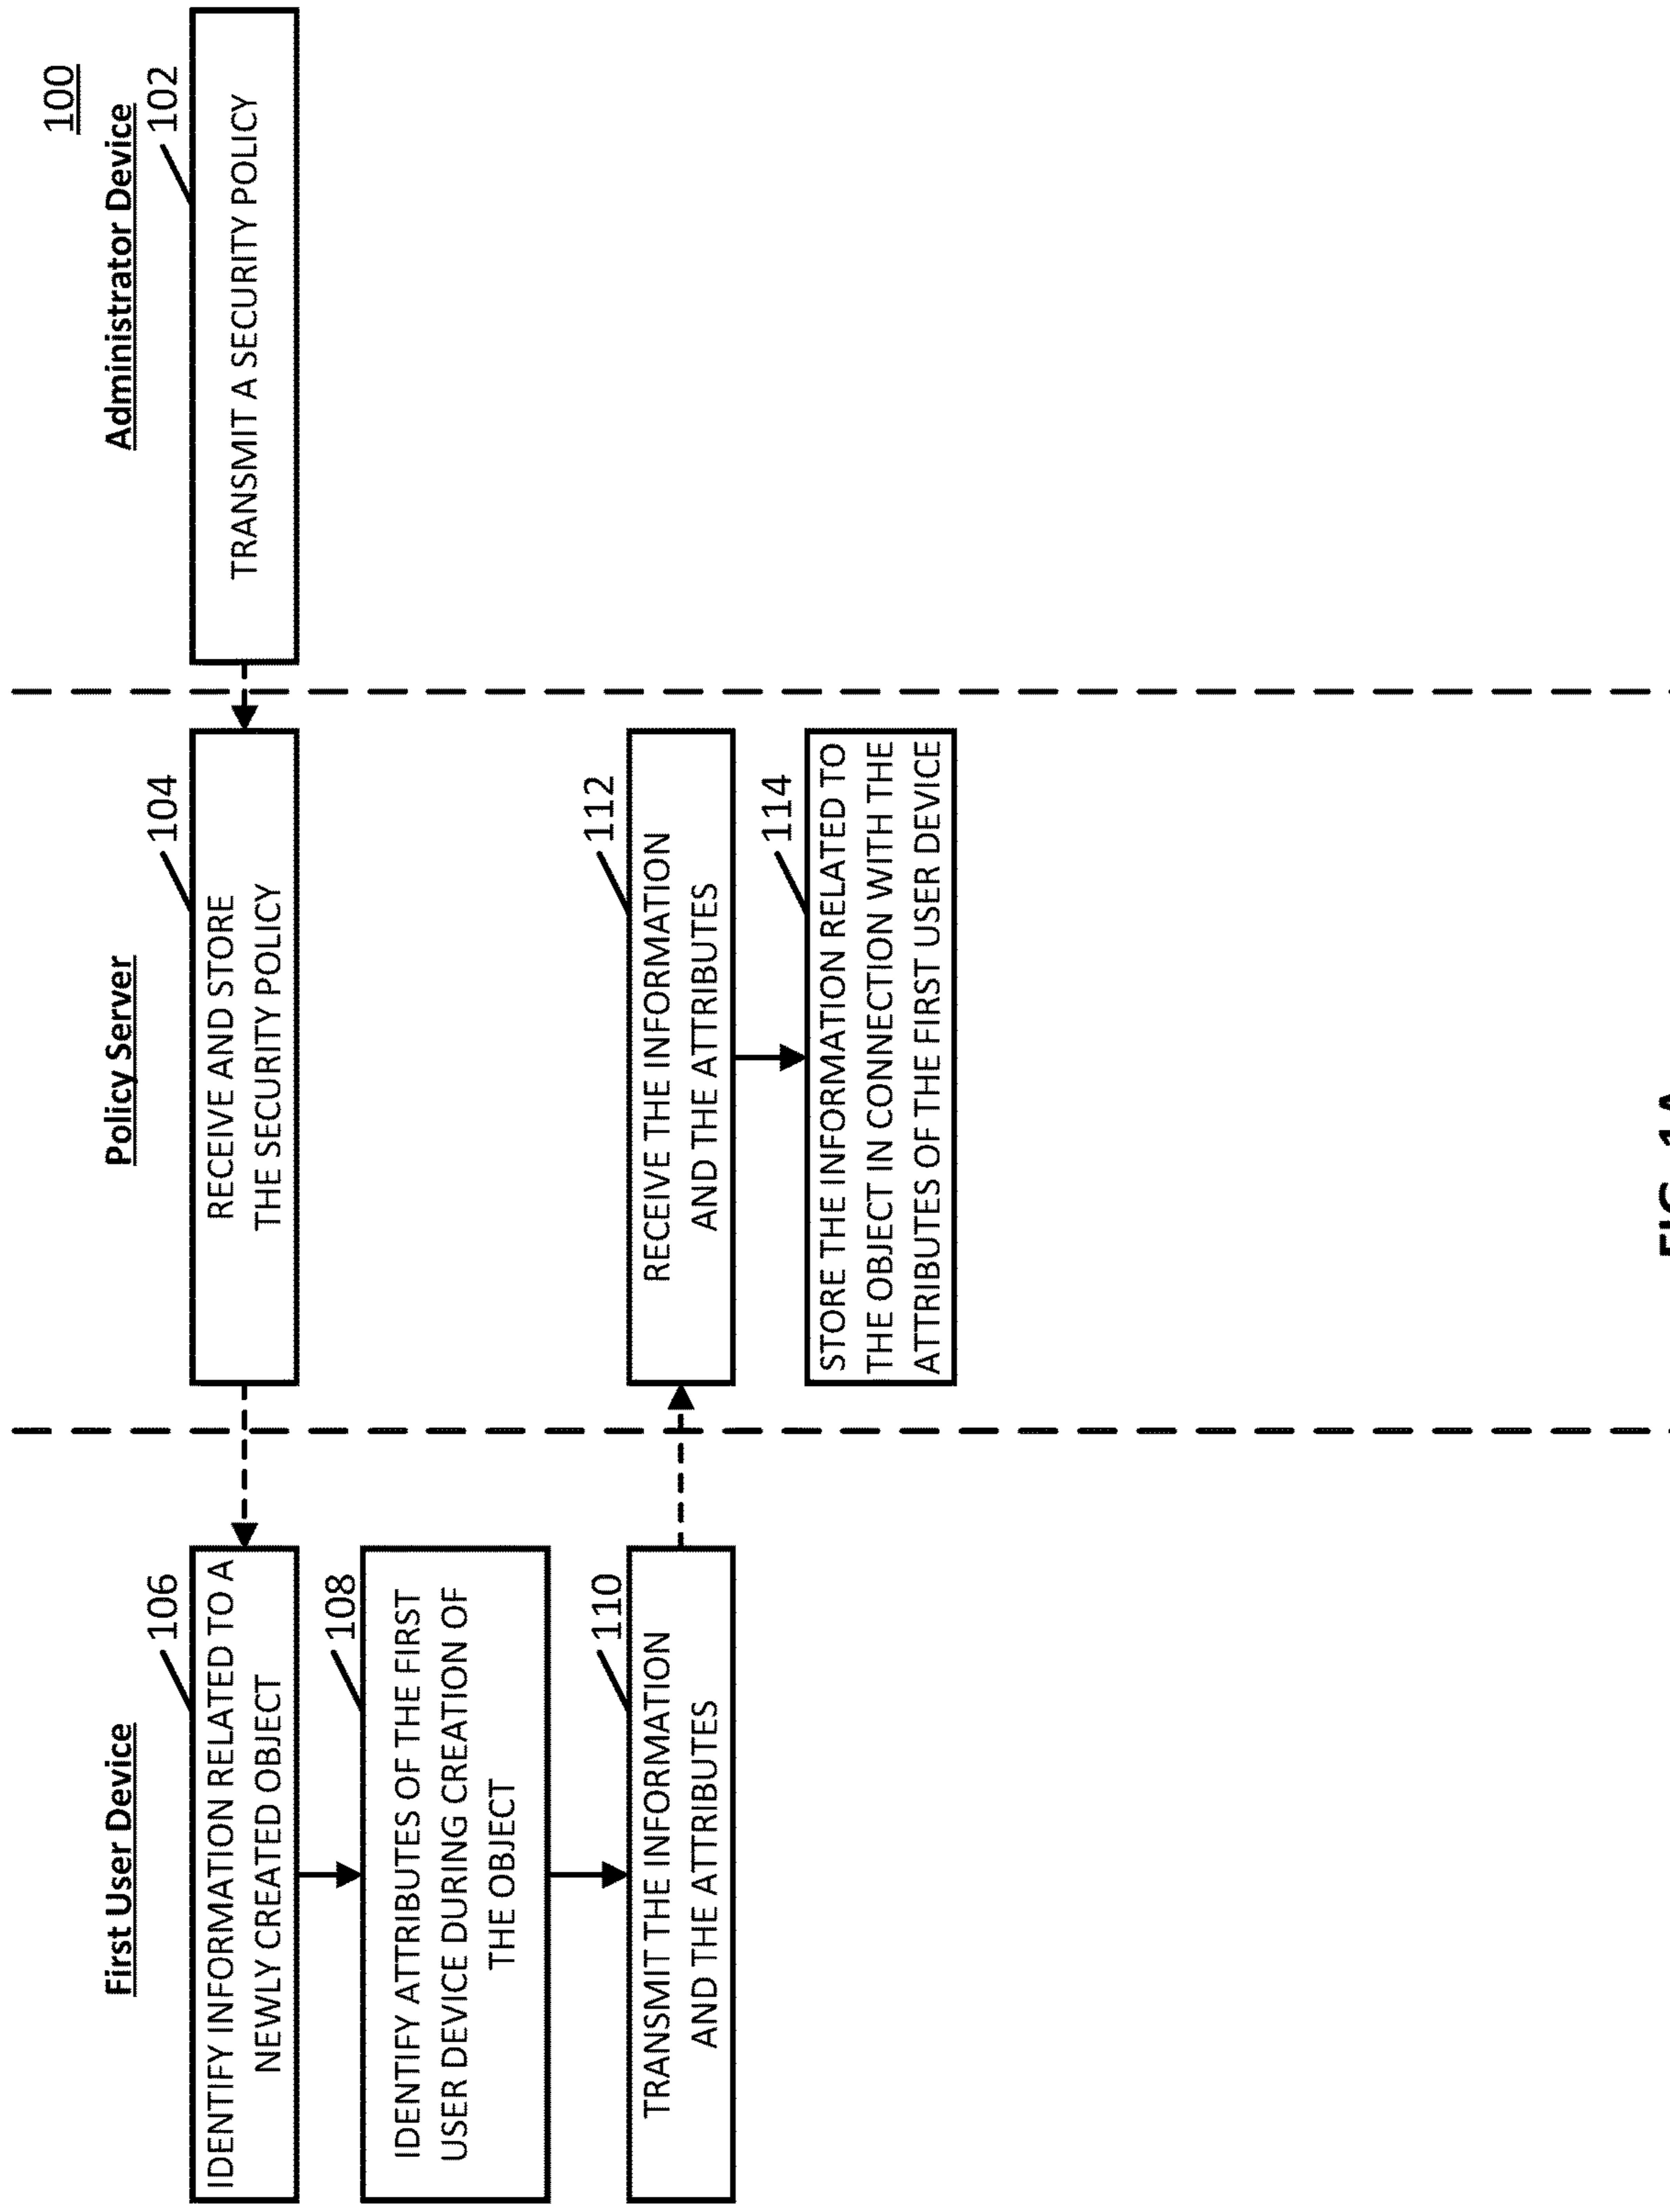 100
First User Device
Policy Server
Administrator Device
106
IDENTIFY INFORMATION RELATED TO A
NEWLY CREATED OBJECT
104
RECEIVE AND STORE
THE SECURITY POLICY
102
TRANSMIT A SECURITY POLICY
108
IDENTIFY ATTRIBUTES OF THE FIRST
USER DEVICE DURING CREATION OF
THE OBJECT
110
TRANSMIT THE INFORMATION
AND THE ATTRIBUTES
112
RECEIVE THE INFORMATION
AND THE ATTRIBUTES
114
STORE THE INFORMATION RELATED TO
THE OBJECT IN CONNECTION WITH THE
ATTRIBUTES OF THE FIRST USER DEVICE
FIG. 1A